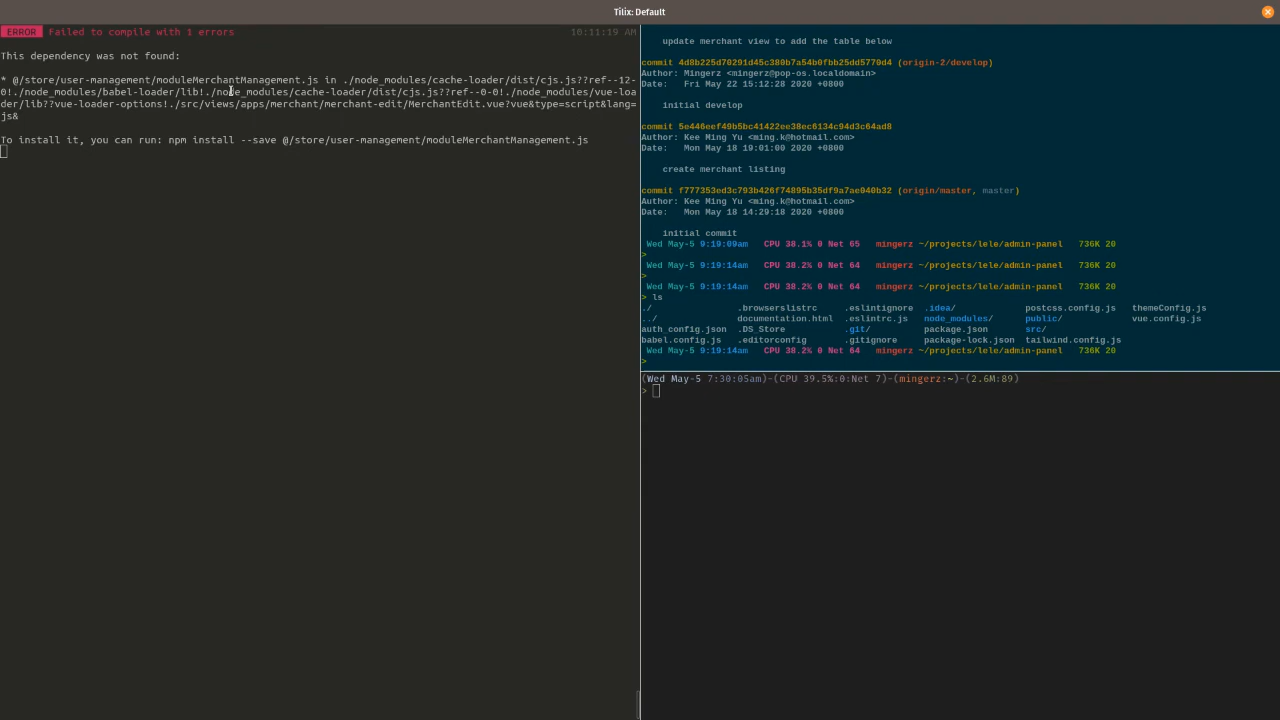 Tilix: Default
ERROR Failed to compile with 1 errors 10:11:19 AM
This dependency was not found:
* @/store/user-management/moduleMerchantManagement.js in ./node_modules/cache-loader/dist/cjs.js??ref--12-
0!./node_modules/babel-loader/lib!./node_modules/cache-loader/dist/cjs.js??ref--0-0!./node_modules/vue-loa
der/lib??vue-loader-options!./src/views/apps/merchant/merchant-edit/MerchantEdit.vue?vue&type=script&lang=
js&
To install it, you can run: npm install --save @/store/user-management/moduleMerchantManagement.js
update merchant view to add the table below
commit 4d8b225d70291d45c380b7a54b0fbb25dd5770d4 (origin-2/develop)
Author: Mingerz <mingerz@pop-os.localdomain>
Date: Fri May 22 15:12:28 2020 +0800
initial develop
commit 5e446eef49b5bc41422ee38ec6134c94d3c64ad8
Author: Kee Ming Yu <ming.k@hotmail.com>
Date: Mon May 18 19:01:00 2020 +0800
create merchant listing
commit f777353ed3c793b426f74895b35df9a7ae040b32 (origin/master, master)
Author: Kee Ming Yu <ming.k@hotmail.com>
Date: Mon May 18 14:29:18 2020 +0800
initial commit
Wed May-5 9:19:09am CPU 38.1% 0 Net 65 mingerz ~/projects/lele/admin-panel 736K 20
>
Wed May-5 9:19:14am CPU 38.2% 0 Net 64 mingerz ~/projects/lele/admin-panel 736K 20
>
Wed May-5 9:19:14am CPU 38.2% 0 Net 64 mingerz ~/projects/lele/admin-panel 736K 20
> ls
./ .browserslistrc .eslintignore .idea/ postcss.config.js themeConfig.js
../ documentation.html .eslintrc.js node_modules/ public/ vue.config.js
auth_config.json .DS_Store .git/ package.json src/
babel.config.js .editorconfig .gitignore package-lock.json tailwind.config.js
Wed May-5 9:19:14am CPU 38.2% 0 Net 64 mingerz ~/projects/lele/admin-panel 736K 20
>
(Wed May-5 7:30:05am)-(CPU 39.5%:0:Net 7)-(mingerz:~)-(2.6M:89)
>